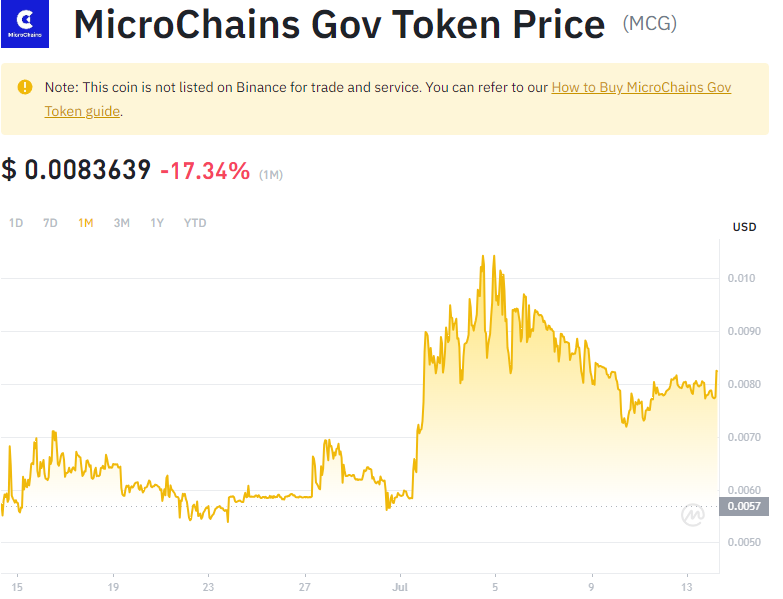 MicroChains
MicroChains Gov Token Price (MCG)
Note: This coin is not listed on Binance for trade and service. You can refer to our How to Buy MicroChains Gov
Token guide.
$ 0.0083639 -17.34% (1M)
1D 7D 1M 3M 1Y YTD
USD
0.010
0.0090
0.0080
0.0070
0.0060
0.0057
0.0050
15 19 23 27 Jul 5 9 13